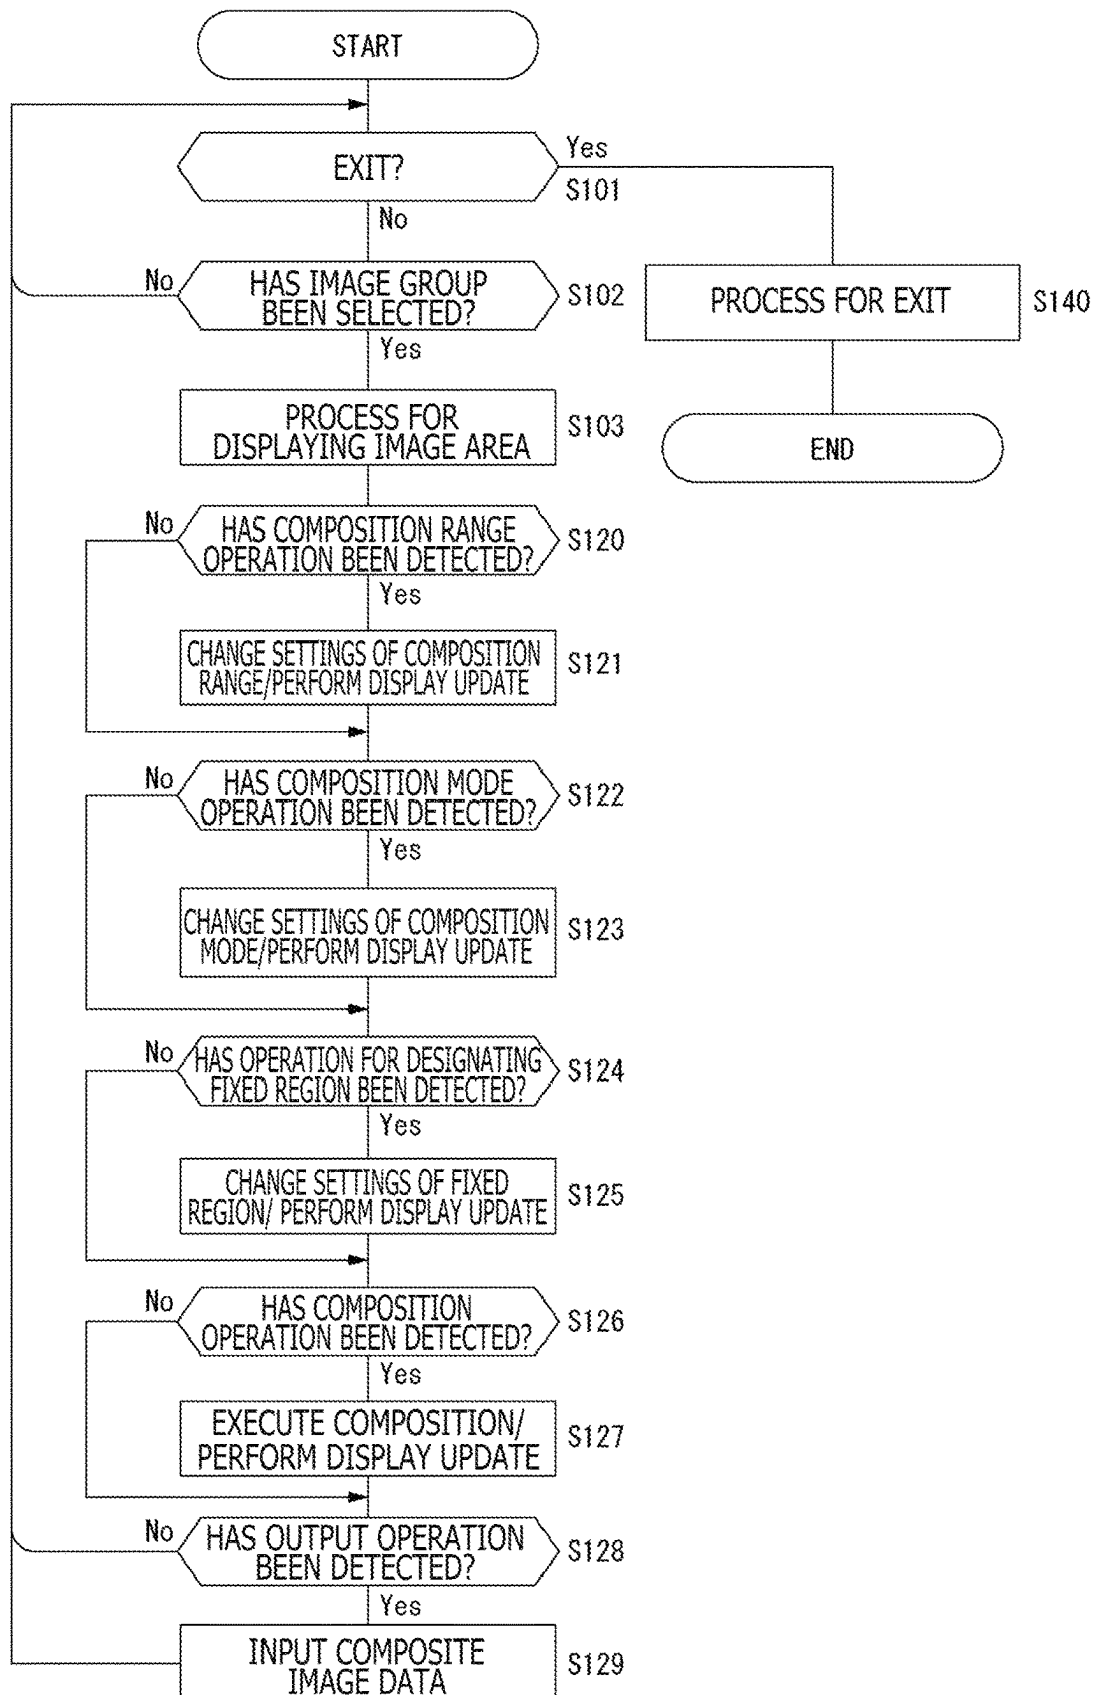 START
EXIT?
Yes
S101
No
No
HAS IMAGE GROUP
BEEN SELECTED?
S102
Yes
PROCESS FOR EXIT
S140
PROCESS FOR
DISPLAYING IMAGE AREA
S103
END
No
HAS COMPOSITION RANGE
OPERATION BEEN DETECTED?
S120
Yes
CHANGE SETTINGS OF COMPOSITION
RANGE/PERFORM DISPLAY UPDATE
S121
No
HAS COMPOSITION MODE
OPERATION BEEN DETECTED?
S122
Yes
CHANGE SETTINGS OF COMPOSITION
MODE/PERFORM DISPLAY UPDATE
S123
No
HAS OPERATION FOR DESIGNATING
FIXED REGION BEEN DETECTED?
S124
Yes
CHANGE SETTINGS OF FIXED
REGION/ PERFORM DISPLAY UPDATE
S125
No
HAS COMPOSITION
OPERATION BEEN DETECTED?
S126
Yes
EXECUTE COMPOSITION/
PERFORM DISPLAY UPDATE
S127
No
HAS OUTPUT OPERATION
BEEN DETECTED?
S128
Yes
INPUT COMPOSITE
IMAGE DATA
S129